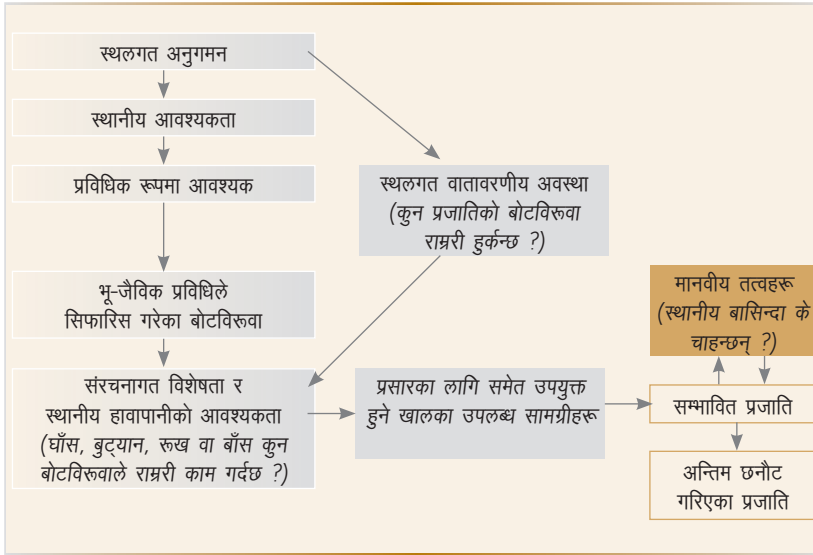 स्थलगत अनुगमन
स्थानीय आवश्यकता
प्रविधिक रूपमा आवश्यक
स्थलगत वातावरणीय अवस्था
(कुन प्रजातिको बोटविरूवा
राम्ररी हुर्कन्छ ?)
भू-जैविक प्रविधिले
सिफारिस गरेका बोटविरूवा
मानवीय तत्वहरू
(स्थानीय बासिन्दा के
चाहन्छन् ?)
संरचनागत विशेषता र
स्थानीय हावापानीको आवश्यकता
(घाँस, बुट्यान, रूख वा बाँस कुन
बोटविरूवाले राम्ररी काम गर्दछ ?)
प्रसारका लागि समेत उपयुक्त
हुने खालका उपलब्ध सामग्रीहरू
सम्भावित प्रजाति
अन्तिम छनौट
गरिएका प्रजाति